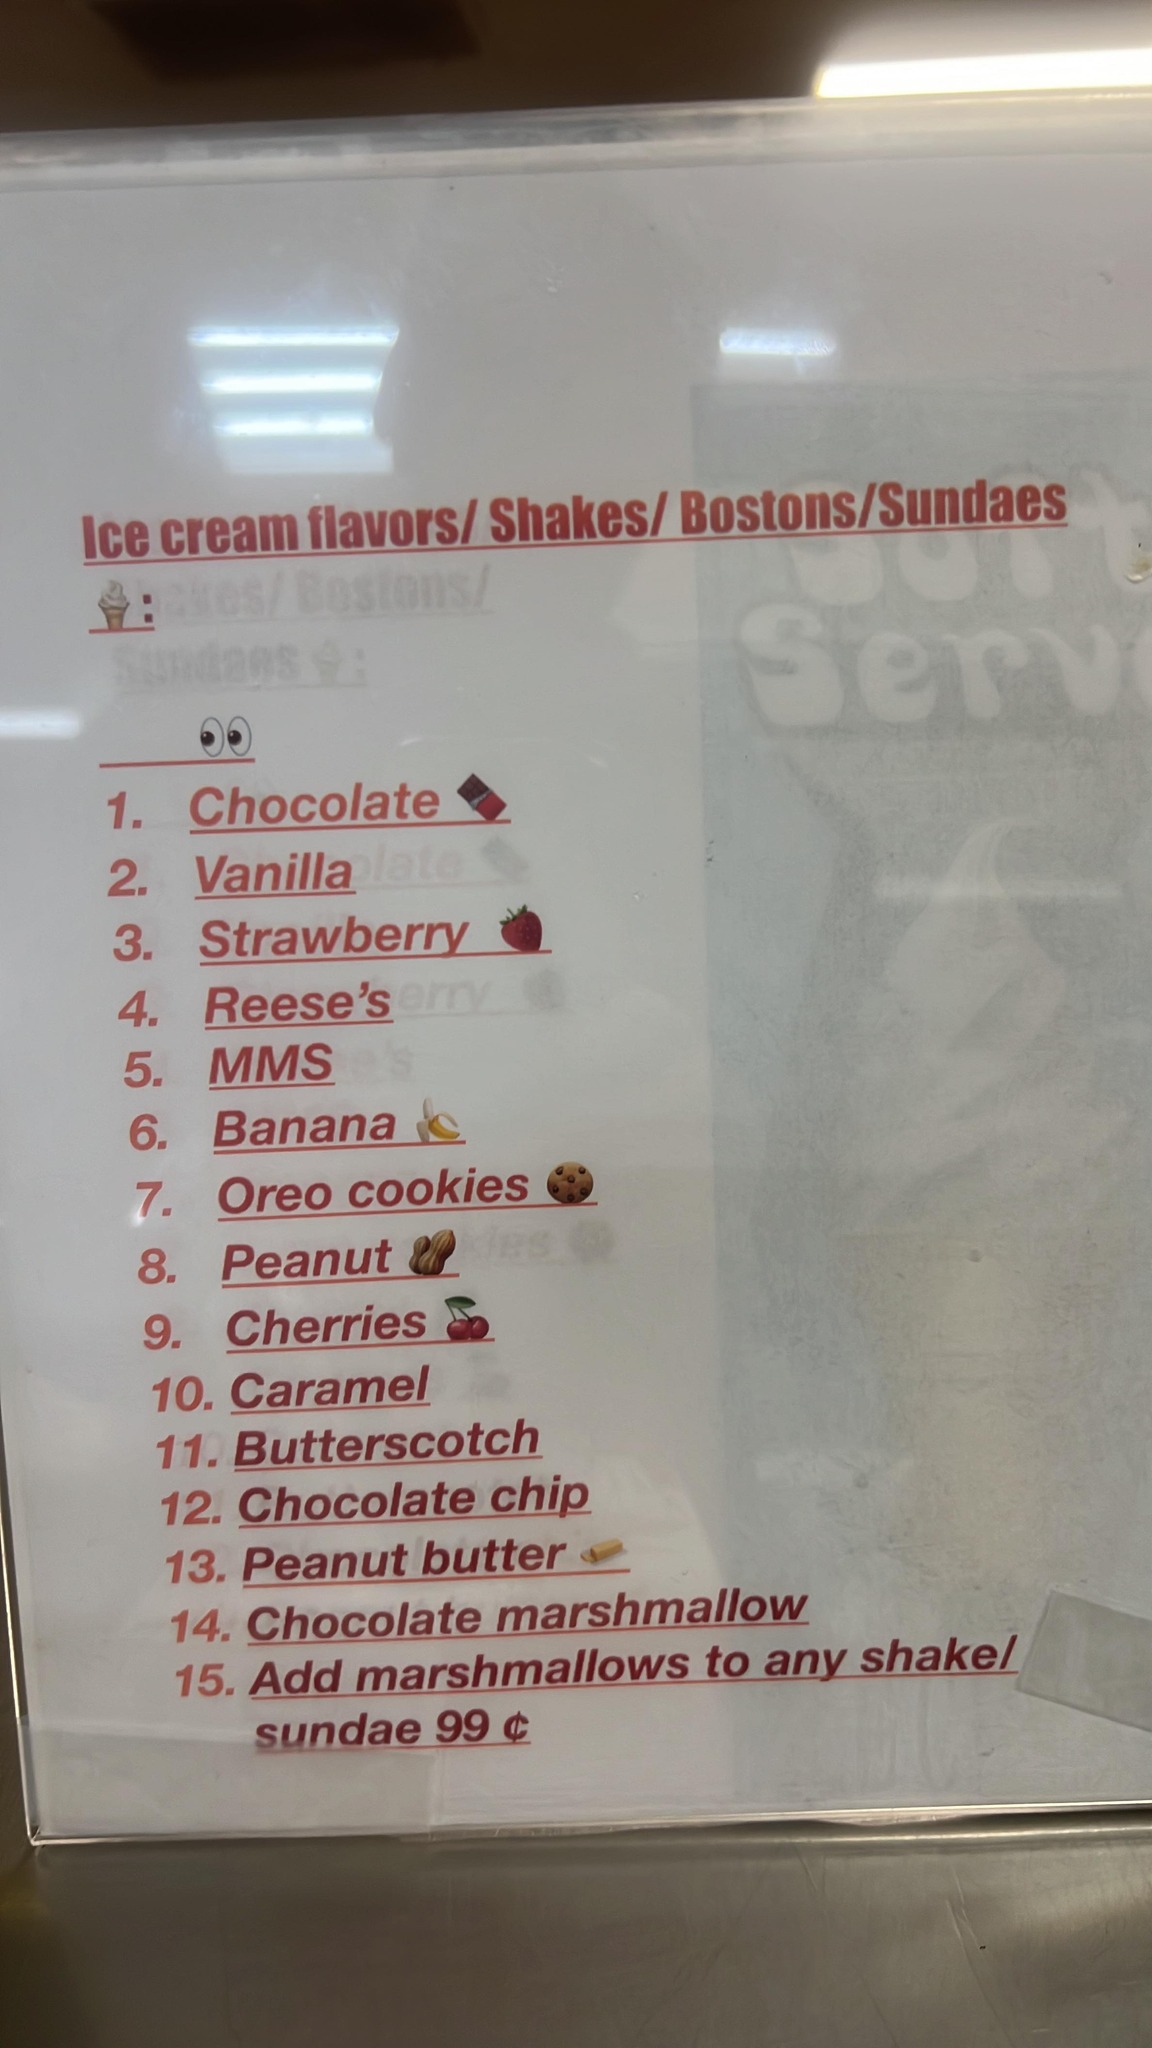 Ice cream flavors/ Shakes/ Bostons/Sundaes
🍦:
👀
1. Chocolate 🍫
2. Vanilla
3. Strawberry 🍓
4. Reese's
5. MMS
6. Banana 🍌
7. Oreo cookies 🍪
8. Peanut 🥜
9. Cherries 🍒
10. Caramel
11. Butterscotch
12. Chocolate chip
13. Peanut butter 🧈
14. Chocolate marshmallow
15. Add marshmallows to any shake/
sundae 99 ¢
Soft
Serve